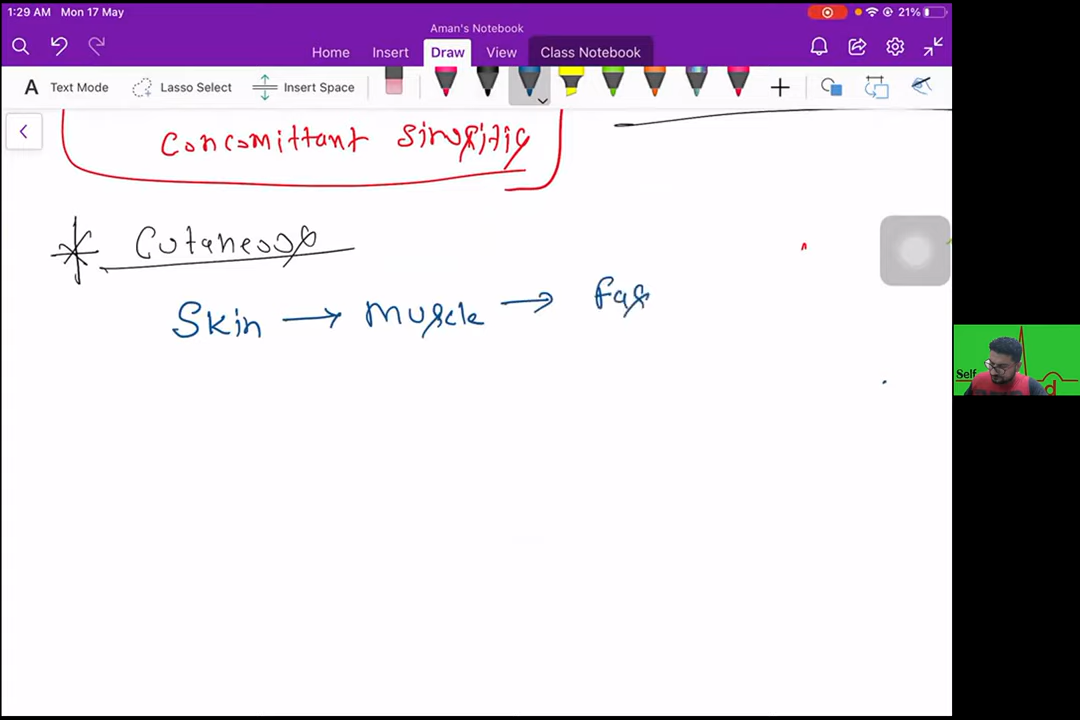 1:29 AM Mon 17 May 21%
Aman's Notebook
Home Insert Draw View Class Notebook
A Text Mode Lasso Select Insert Space
Concomittant
Cutaneous
Skin → Muscle → Fas
Self
d